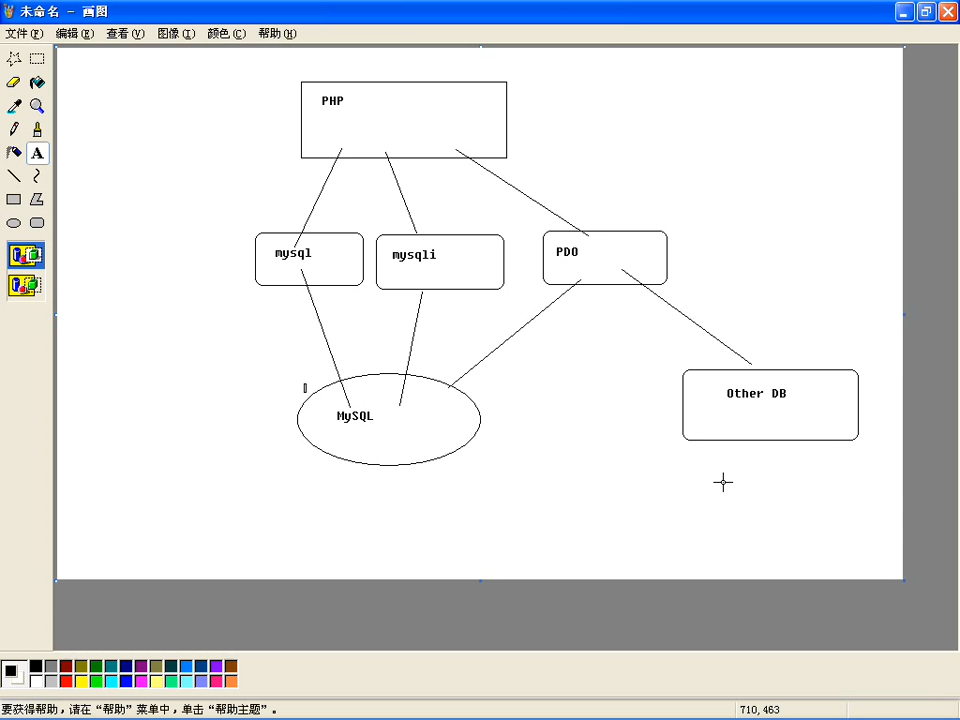 未命名 - 画图
文件(F) 编辑(E) 查看(V) 图像(I) 颜色(C) 帮助(H)
A
PHP
mysql
mysqli
PDO
MySQL
Other DB
要获得帮助，请在“帮助”菜单中，单击“帮助主题”。
710, 463